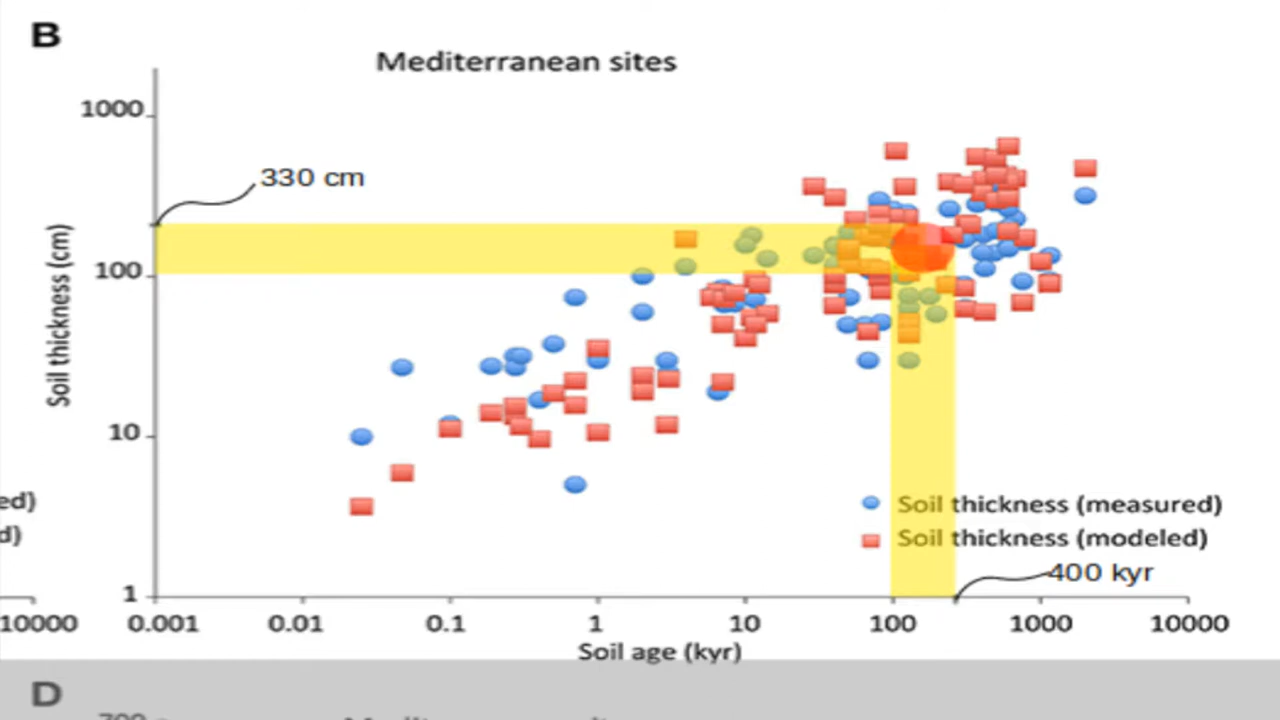 B
Mediterranean sites
1000
330 cm
Soil thickness (cm)
100
10
ed)
Soil thickness (measured)
d)
Soil thickness (modeled)
400 kyr
1
10000
0.001
0.01
0.1
1
10
100
1000
10000
Soil age (kyr)
D